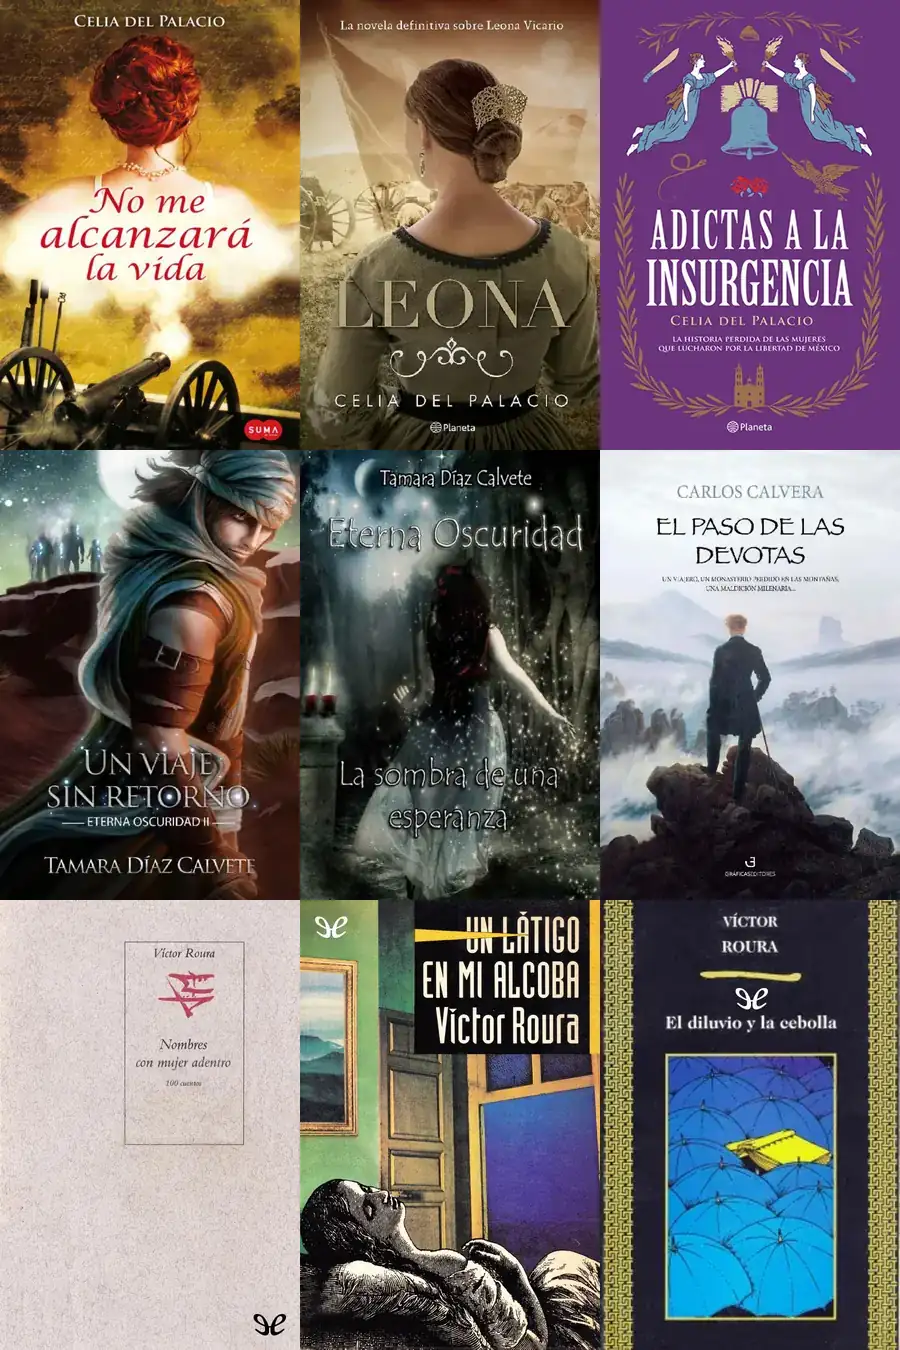 CELIA DEL PALACIO
No me
alcanzará
la vida
SUMA
La novela definitiva sobre Leona Vicario
LEONA
CELIA DEL PALACIO
Planeta
ADICTAS A LA
INSURGENCIA
CELIA DEL PALACIO
LA HISTORIA PERDIDA DE LAS MUJERES
QUE LUCHARON POR LA LIBERTAD DE MÉXICO
Planeta
UN VIAJE
SIN RETORNO
ETERNA OSCURIDAD II
TAMARA DÍAZ CALVETE
Tamara Díaz Calvete
Eterna Oscuridad
La sombra de una
esperanza
CARLOS CALVERA
EL PASO DE LAS
DEVOTAS
UN VIAJERO, UN MONASTERIO PERDIDO EN LAS MONTAÑAS,
UNA MALDICIÓN MILENARIA...
GRÁFICASEDITORES
Víctor Roura
Nombres
con mujer adentro
100 cuentos
UN LÁTIGO
EN MI ALCOBA
Víctor Roura
VÍCTOR
ROURA
El diluvio y la cebolla